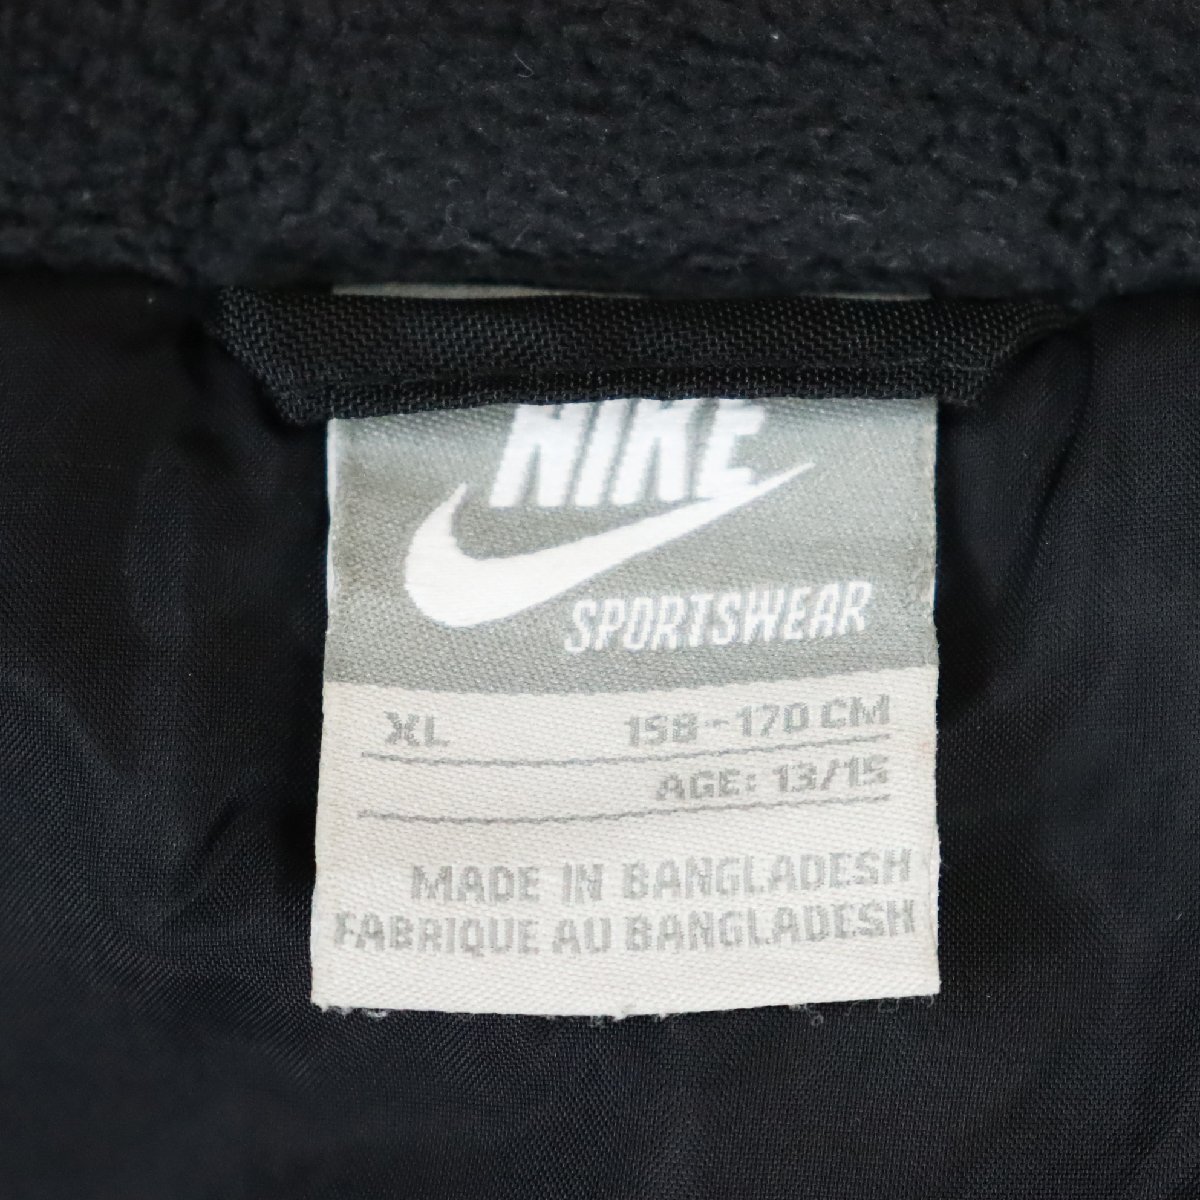 NIKE
SPORTSWEAR
XL 158-170 CM
AGE: 13/15
MADE IN BANGLADESH
FABRIQUE AU BANGLADESH